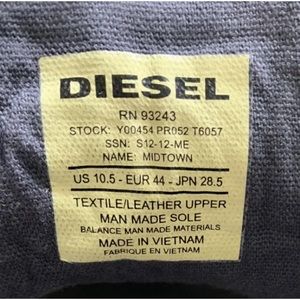 DIESEL
RN 93243
STOCK: Y00454 PR052 T6057
SSN: S12-12-ME
NAME: MIDTOWN
US 10.5 - EUR 44 - JPN 28.5
TEXTILE/LEATHER UPPER
MAN MADE SOLE
BALANCE MAN MADE MATERIALS
MADE IN VIETNAM
FABRIQUE EN VIETNAM